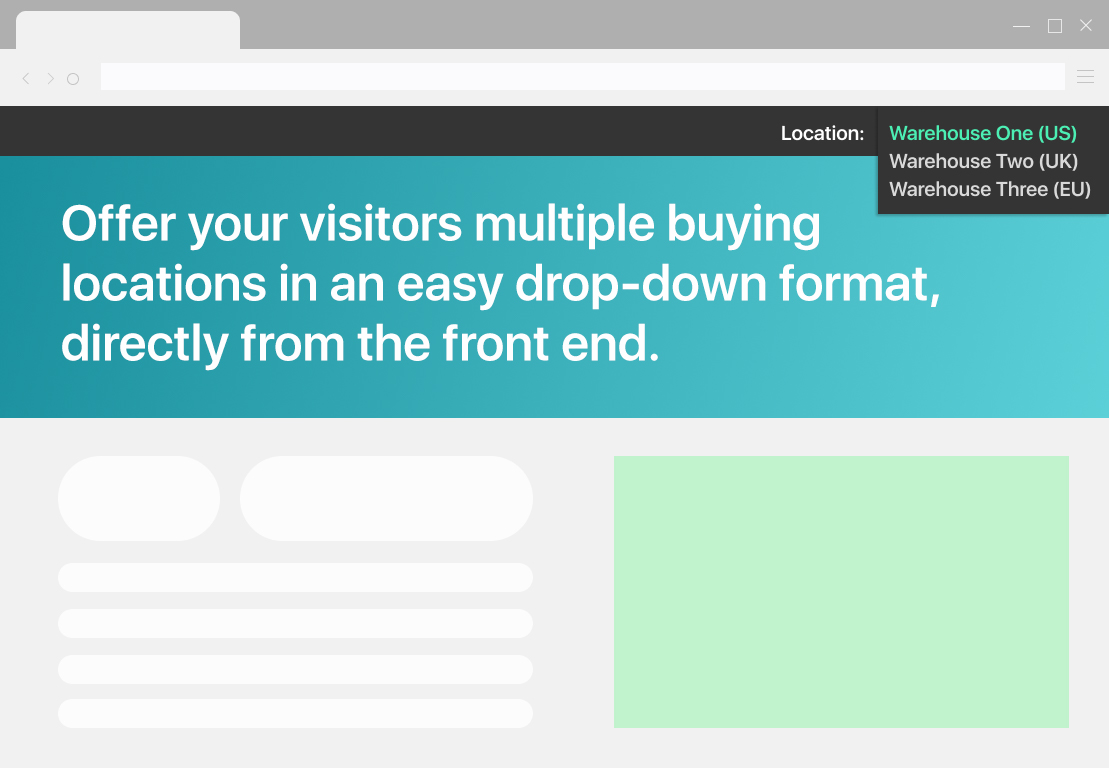 Location:
Warehouse One (US)
Warehouse Two (UK)
Warehouse Three (EU)
Offer your visitors multiple buying
locations in an easy drop-down format,
directly from the front end.